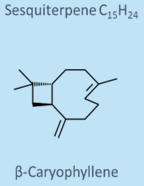 Sesquiterpene C₁₅H₂₄
β-Caryophyllene